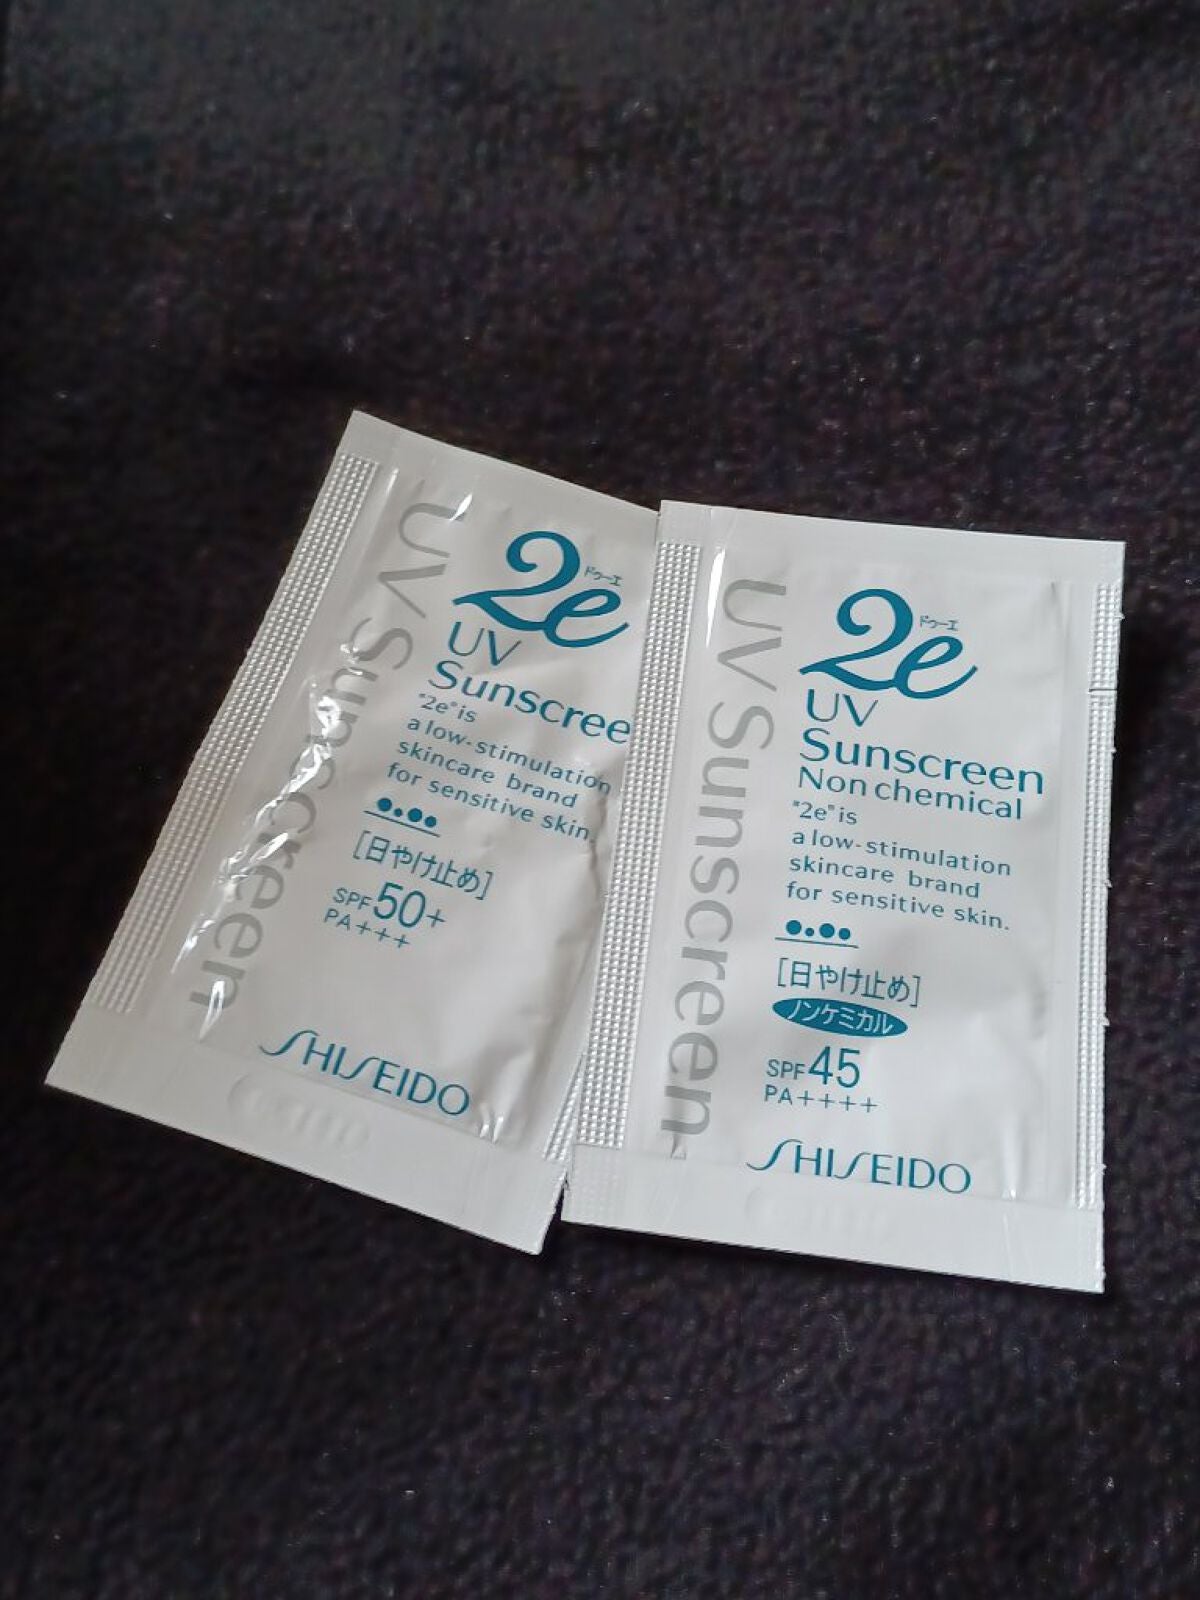 UV Sunscreen
2e
ドゥーエ
UV
Sunscree
"2e" is
a low-stimulation
skincare brand
for sensitive skin.
[日やけ止め]
SPF50+
PA+++
SHISEIDO
UV Sunscreen
2e
ドゥーエ
UV
Sunscreen
Non chemical
"2e" is
a low-stimulation
skincare brand
for sensitive skin.
[日やけ止め]
ノンケミカル
SPF45
PA++++
SHISEIDO